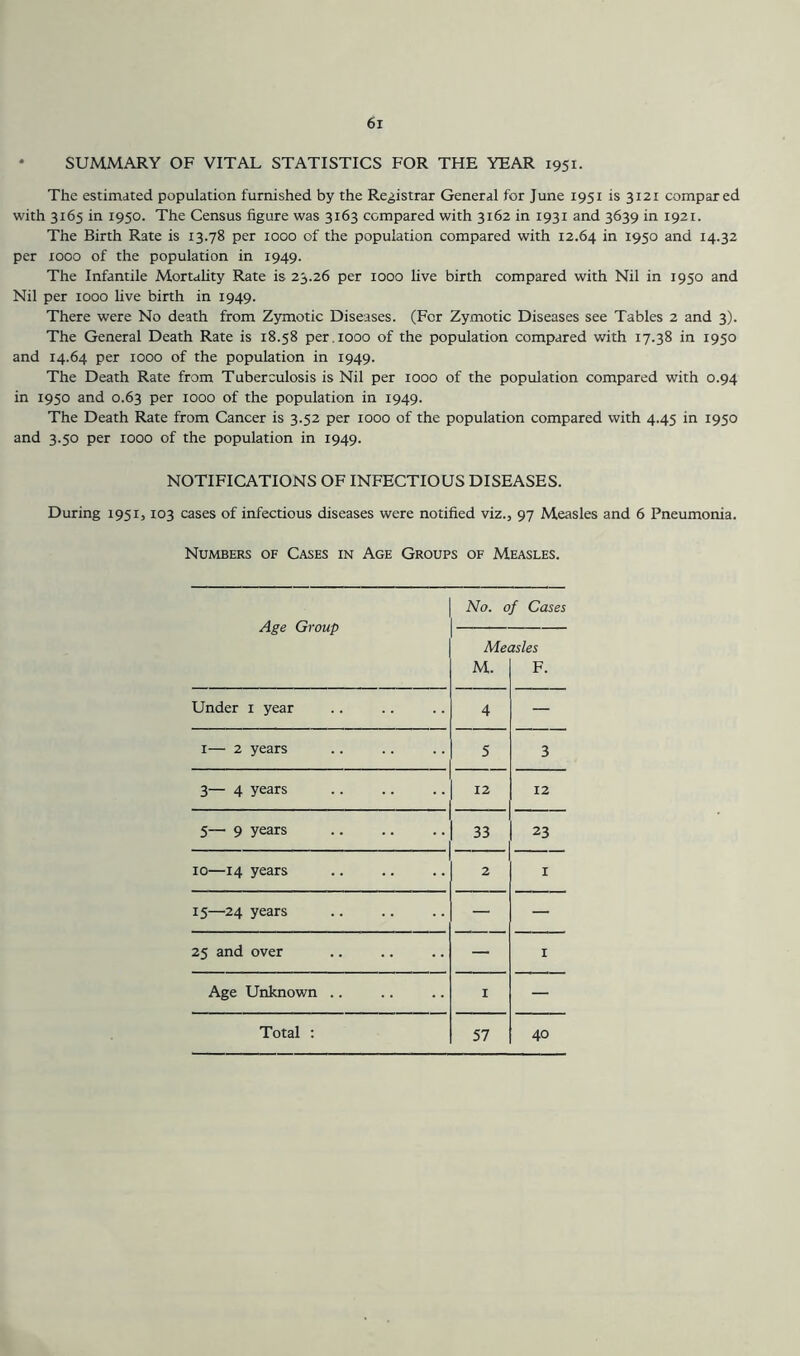 61
SUMMARY OF VITAL STATISTICS FOR THE YEAR 1951.
The estimated population furnished by the Registrar General for June 1951 is 3121 compared
with 3165 in 1950. The Census figure was 3163 compared with 3162 in 1931 and 3639 in 1921.
The Birth Rate is 13.78 per 1000 of the population compared with 12.64 in 1950 and 14.32
per 1000 of the population in 1949.
The Infantile Mortality Rate is 23.26 per 1000 live birth compared with Nil in 1950 and
Nil per 1000 live birth in 1949.
There were No death from Zymotic Diseases. (For Zymotic Diseases see Tables 2 and 3).
The General Death Rate is 18.58 per.1000 of the population compared with 17.38 in 1950
and 14.64 per 1000 of the population in 1949.
The Death Rate from Tuberculosis is Nil per 1000 of the population compared with 0.94
in 1950 and 0.63 per 1000 of the population in 1949.
The Death Rate from Cancer is 3.52 per 1000 of the population compared with 4.45 in 1950
and 3.50 per 1000 of the population in 1949.
NOTIFICATIONS OF INFECTIOUS DISEASES.
During 1951, 103 cases of infectious diseases were notified viz., 97 Measles and 6 Pneumonia.
NUMBERS OF CASES IN AGE GROUPS OF MEASLES.
Age Group No. of Cases
Measles
M. F.
Under 1 year .. .. .. 4 —
1— 2 years .. .. .. 5 3
3— 4 years .. .. .. 12 12
5— 9 years .. .. .. 33 23
10—14 years .. .. .. 2 1
15—24 years .. .. .. — —
25 and over .. .. .. — 1
Age Unknown .. .. .. 1 —
Total : 57 40